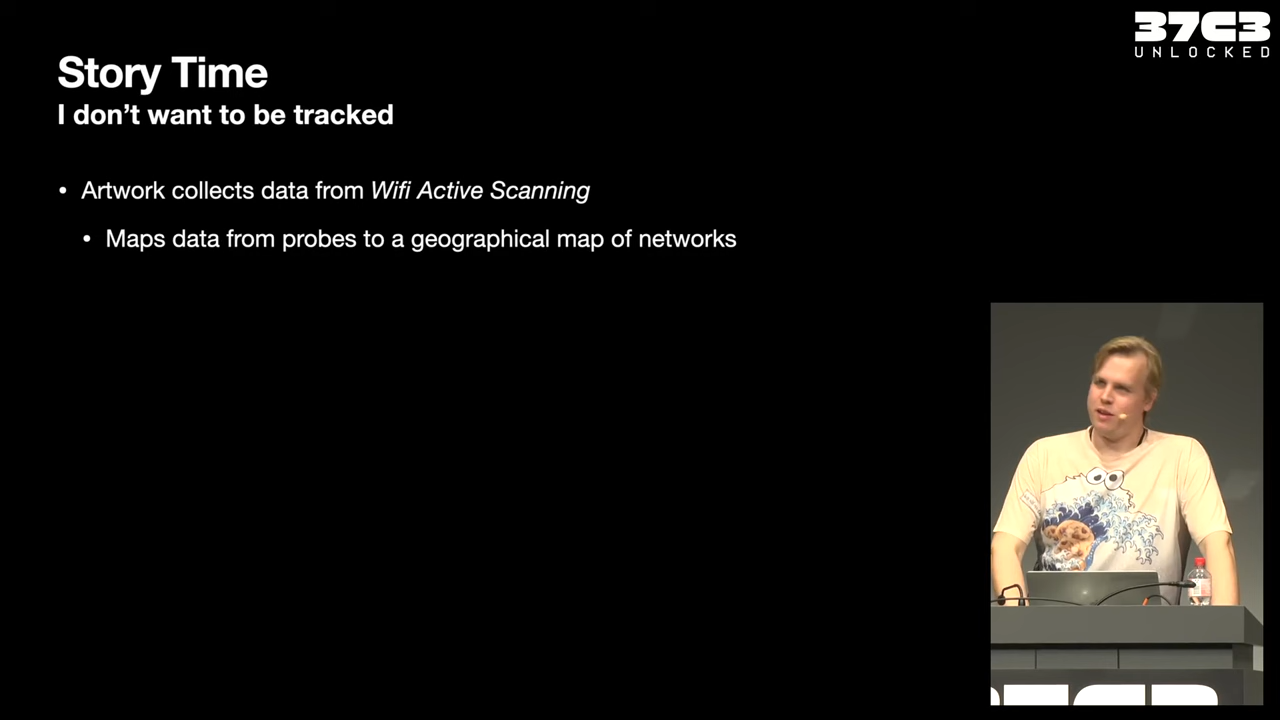 37C3
UNLOCKED
Story Time
I don't want to be tracked
• Artwork collects data from Wifi Active Scanning
• Maps data from probes to a geographical map of networks